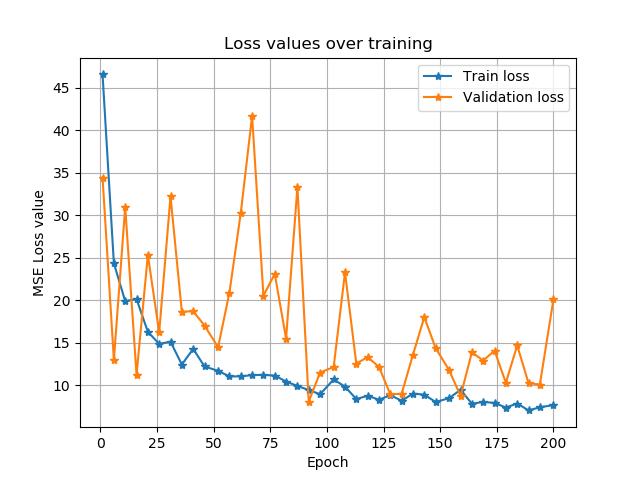 Loss values over training
Train loss
Validation loss
MSE Loss value
45
40
35
30
25
20
15
10
0 25 50 75 100 125 150 175 200
Epoch